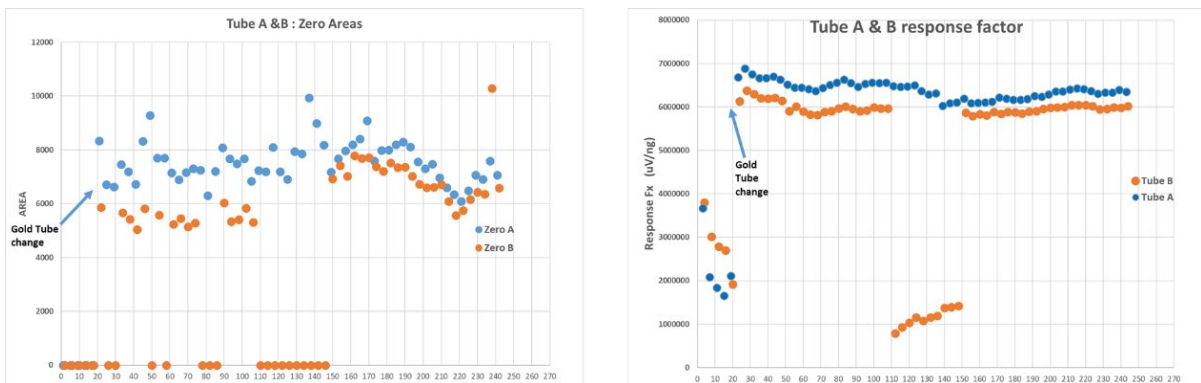 Tube A &B : Zero Areas
12000
10000
8000
6000
4000
2000
0
AREA
Gold Tube
change
Zero A
Zero B
0 10 20 30 40 50 60 70 80 90 100 110 120 130 140 150 160 170 180 190 200 210 220 230 240 250 260 270
Tube A & B response factor
8000000
7000000
6000000
5000000
4000000
3000000
2000000
1000000
0
Response Fx (uV/ng)
Gold
Tube
change
Tube B
Tube A
0 10 20 30 40 50 60 70 80 90 100 110 120 130 140 150 160 170 180 190 200 210 220 230 240 250 260 270